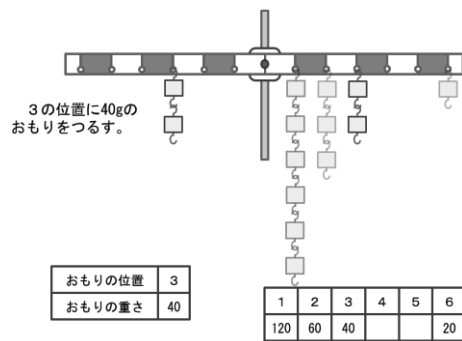 ３の位置に40gの
おもりをつるす。
おもりの位置 3
おもりの重さ 40
1 2 3 4 5 6
120 60 40 20